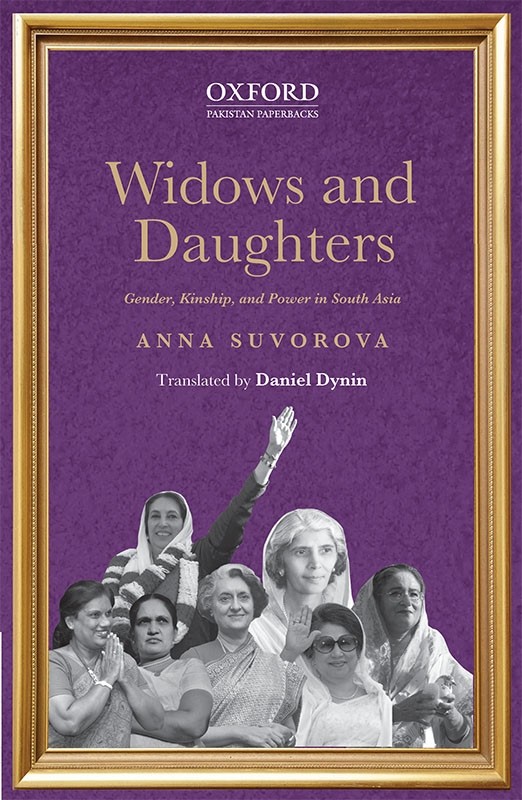 OXFORD
PAKISTAN PAPERBACKS
Widows and
Daughters
Gender, Kinship, and Power in South Asia
ANNA SUVOROVA
Translated by Daniel Dynin